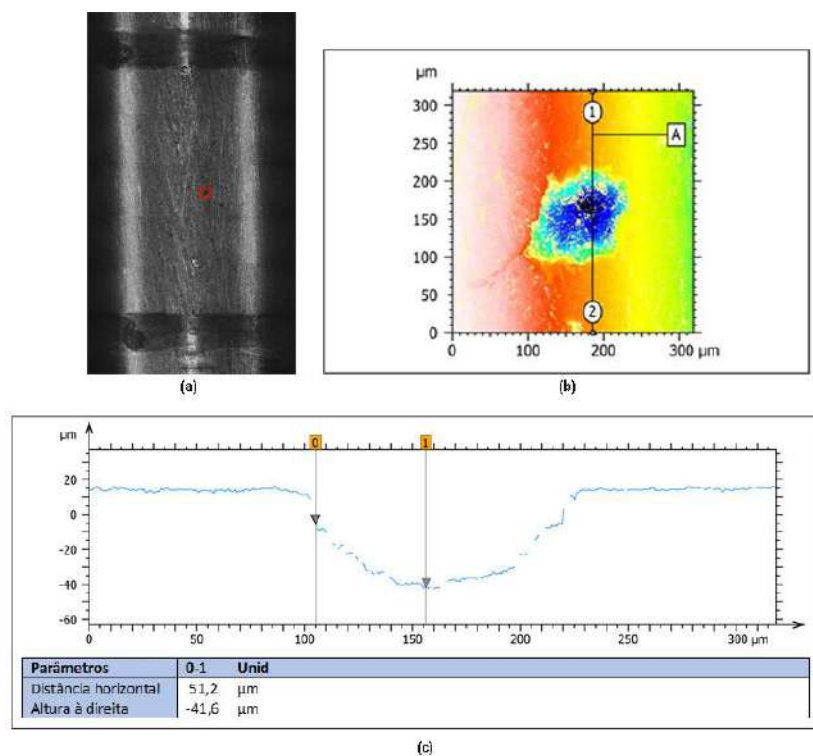 (a)
µm
300
250
200
150
100
50
0
1
A
2
0 100 200 300 µm
(b)
µm
0 1
20
0
-20
-40
-60
0 50 100 150 200 250 300 µm
Parâmetros 0-1 Unid
Distância horizontal 51,2 µm
Altura à direita -41,6 µm
(c)